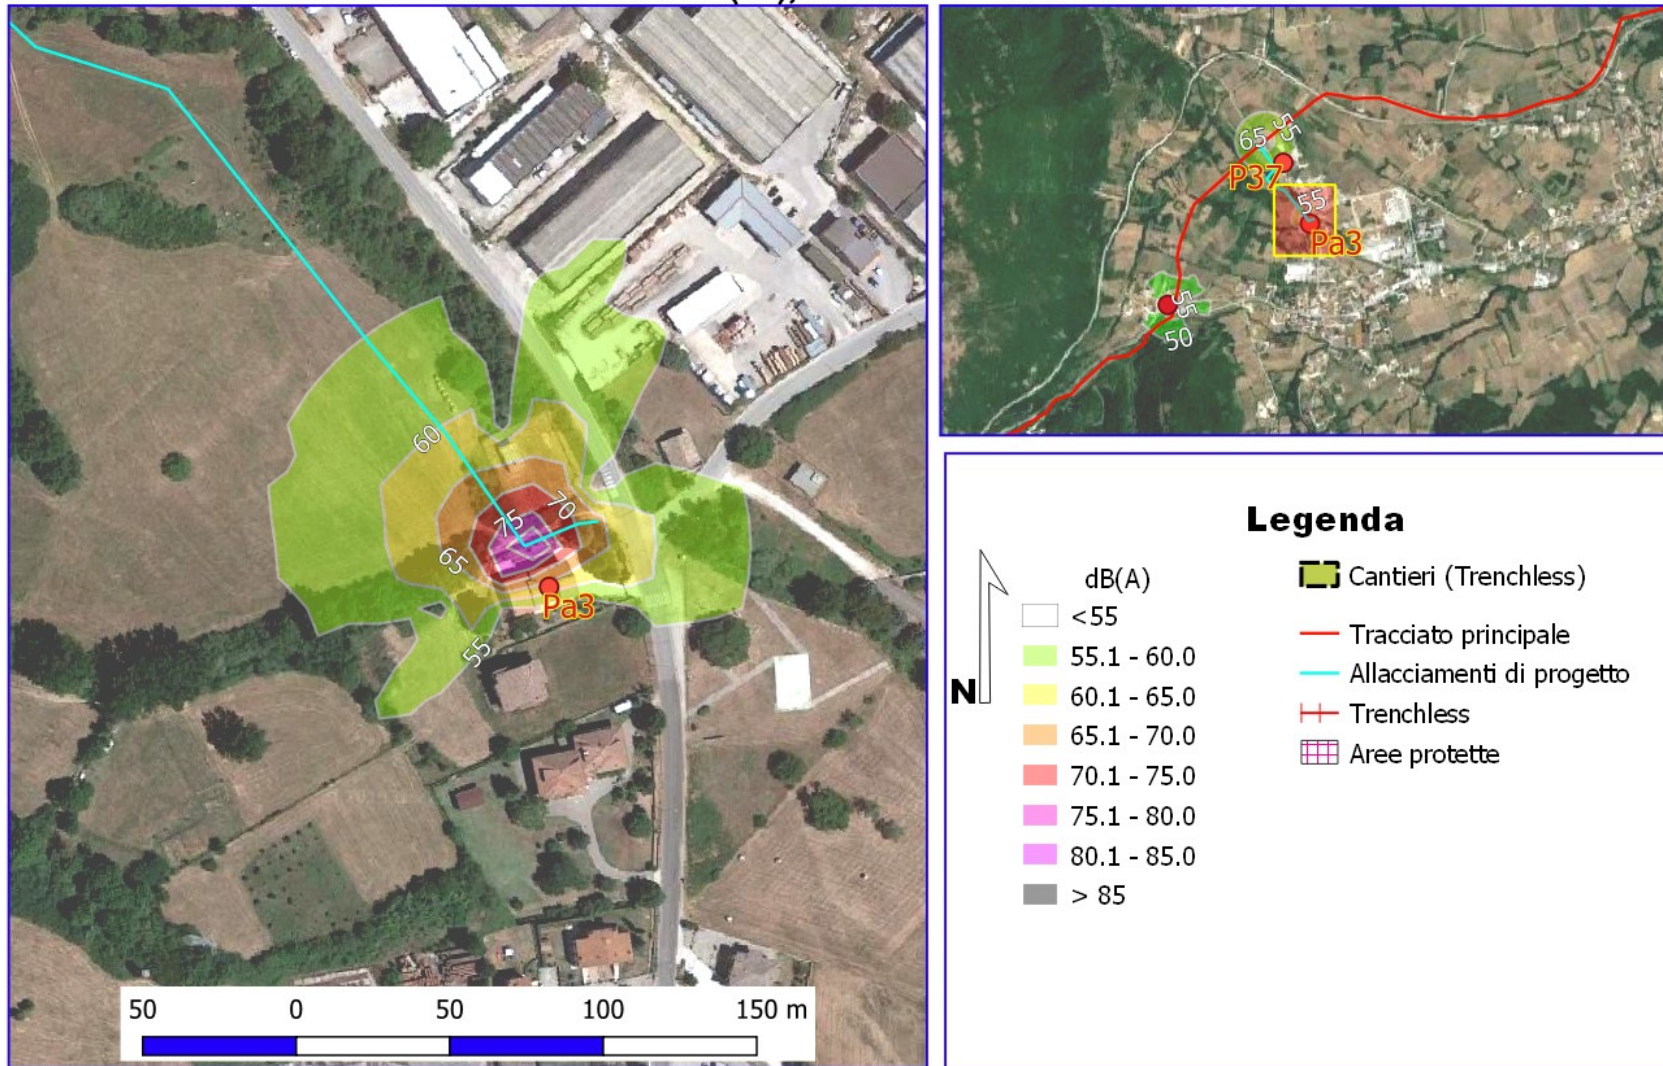 60
75
70
65
Pa3
55
50 0 50 100 150 m
65
55
P37
55
Pa3
55
50
Legenda
N
dB(A)
<55
55.1 - 60.0
60.1 - 65.0
65.1 - 70.0
70.1 - 75.0
75.1 - 80.0
80.1 - 85.0
> 85
Cantieri (Trenchless)
Tracciato principale
Allacciamenti di progetto
Trenchless
Aree protette